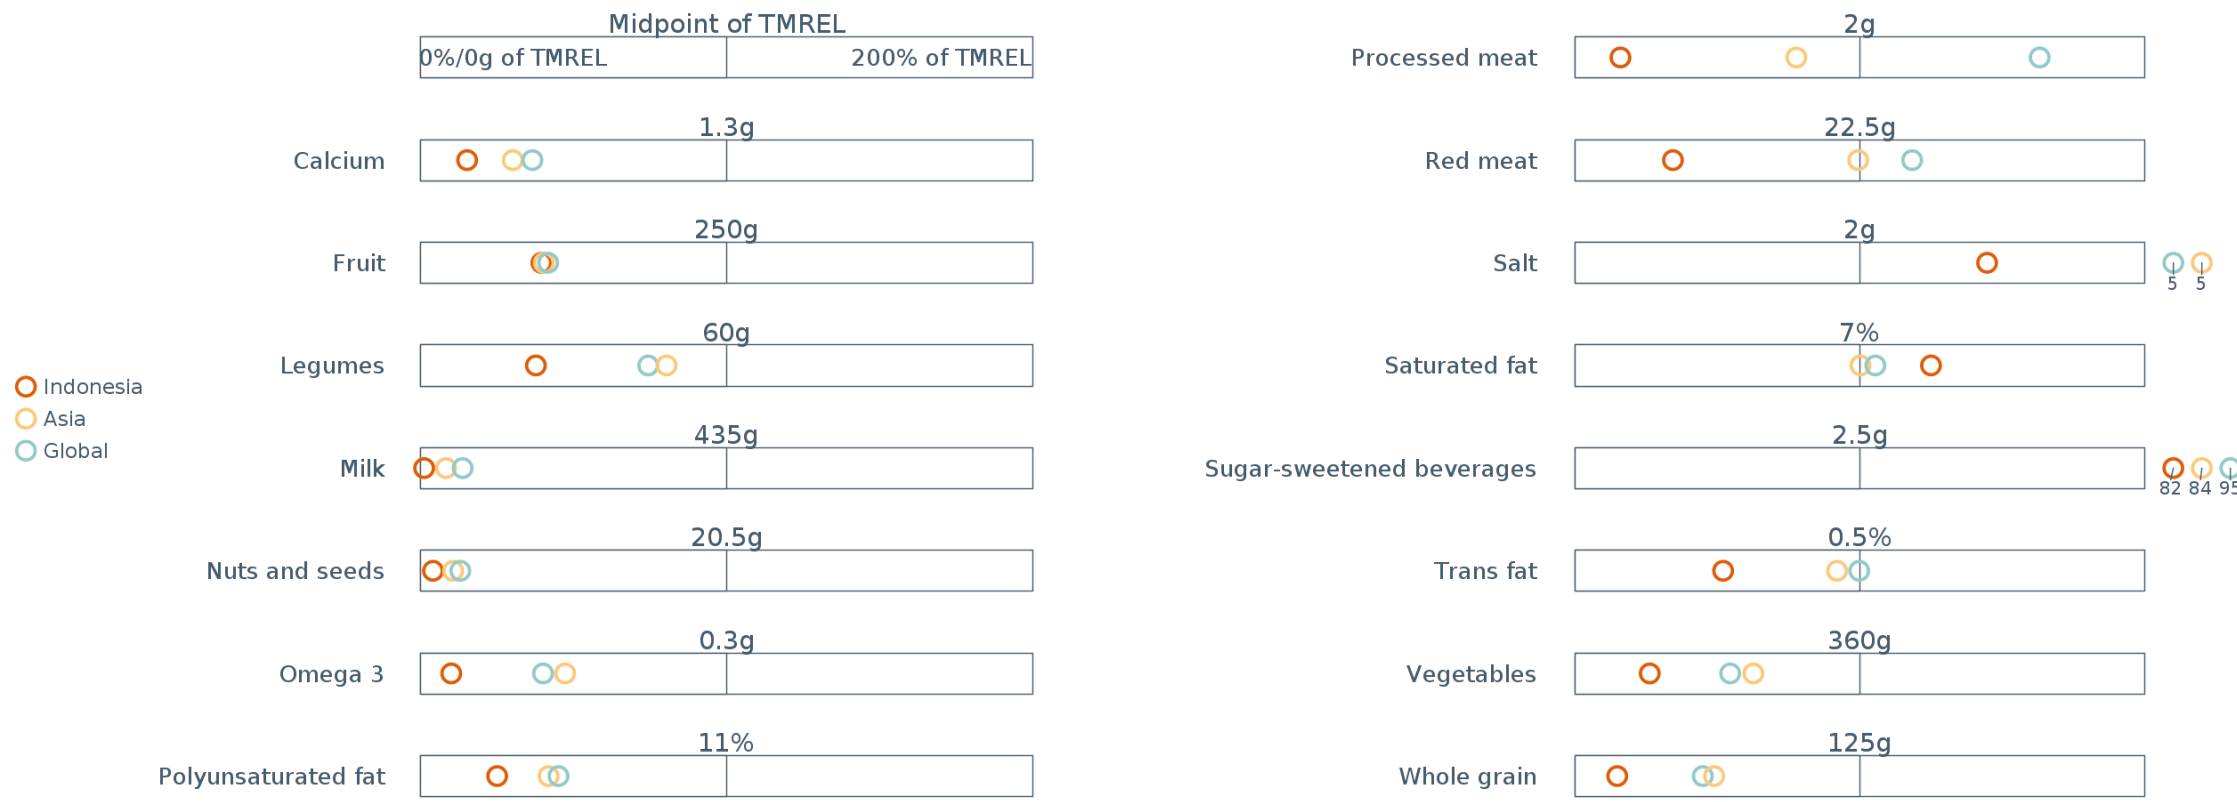 Midpoint of TMREL
0%/0g of TMREL
200% of TMREL
1.3g
Calcium
250g
Fruit
60g
Legumes
435g
Milk
20.5g
Nuts and seeds
0.3g
Omega 3
11%
Polyunsaturated fat
Indonesia
Asia
Global
2g
Processed meat
22.5g
Red meat
2g
Salt
5 5
7%
Saturated fat
2.5g
Sugar-sweetened beverages
82 84 95
0.5%
Trans fat
360g
Vegetables
125g
Whole grain